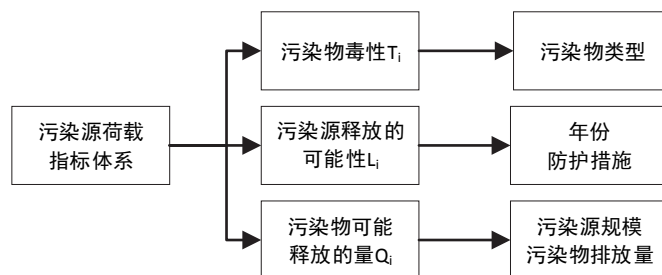 污染物毒性Tᵢ
污染物类型
污染源荷载
指标体系
污染源释放的
可能性Lᵢ
年份
防护措施
污染物可能
释放的量Qᵢ
污染源规模
污染物排放量